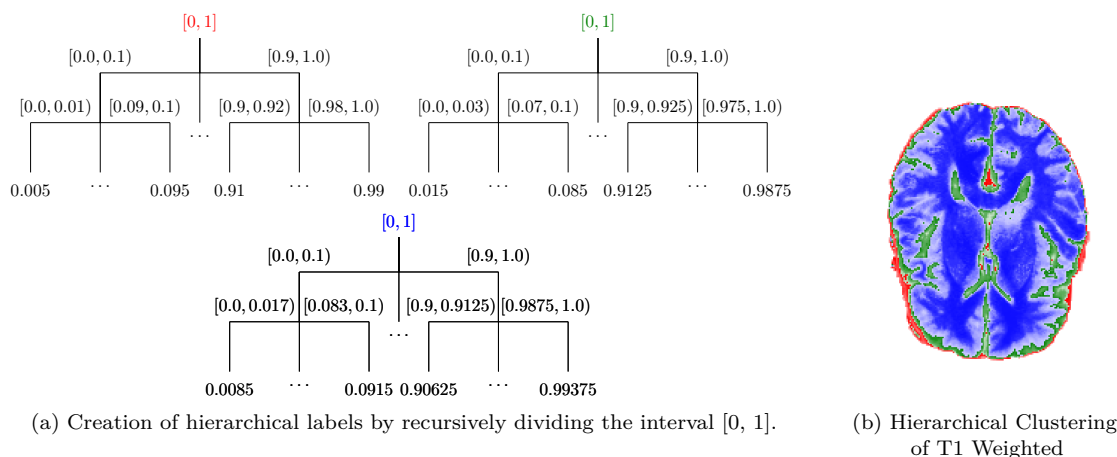 [0, 1] [0, 1]
[0.0, 0.1) [0.9, 1.0) [0.0, 0.1) [0.9, 1.0)
[0.0, 0.01) [0.09, 0.1) [0.9, 0.92) [0.98, 1.0) [0.0, 0.03) [0.07, 0.1) [0.9, 0.925) [0.975, 1.0)
... ...
0.005 ... 0.095 0.91 ... 0.99 0.015 ... 0.085 0.9125 ... 0.9875
[0, 1]
[0.0, 0.1) [0.9, 1.0)
[0.0, 0.017) [0.083, 0.1) [0.9, 0.9125) [0.9875, 1.0)
...
0.0085 ... 0.0915 0.90625 ... 0.99375
(a) Creation of hierarchical labels by recursively dividing the interval [0, 1].
(b) Hierarchical Clustering
of T1 Weighted